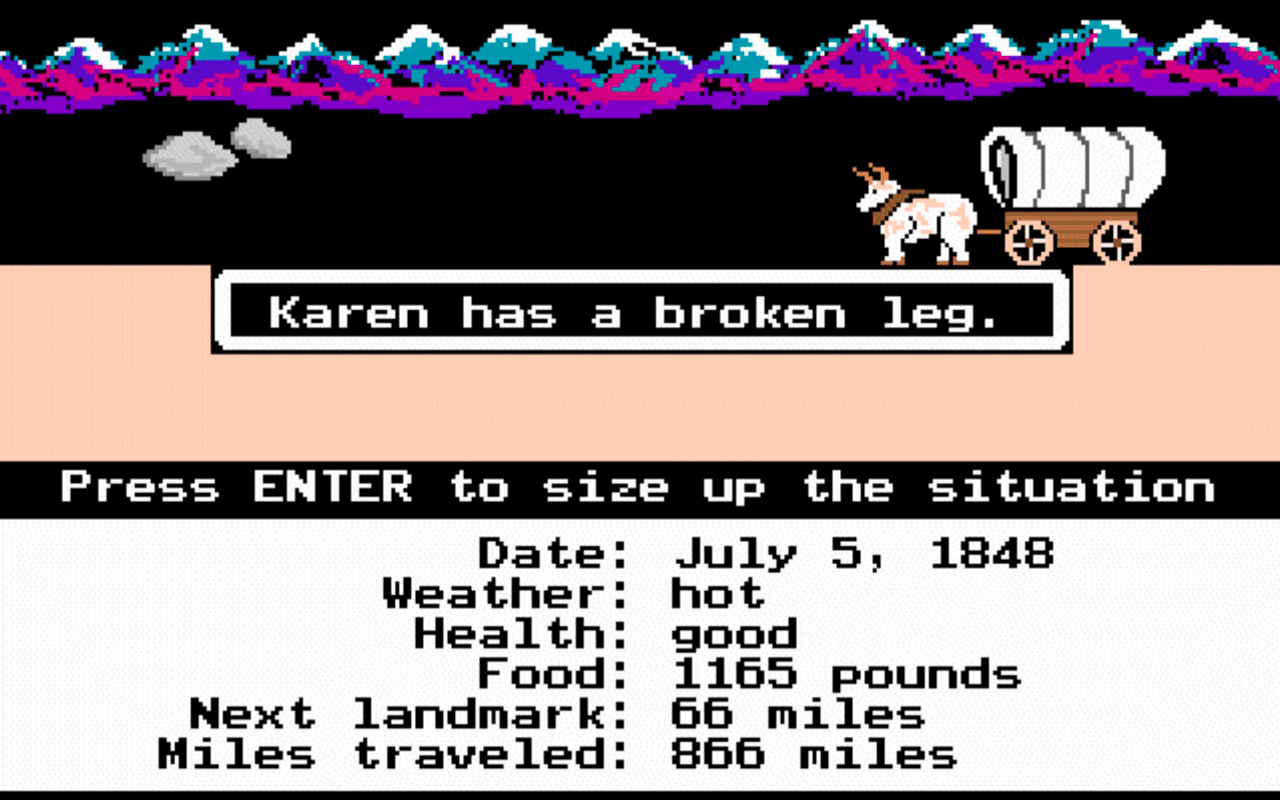 Karen has a broken leg.
Press ENTER to size up the situation
Date: July 5, 1848
Weather: hot
Health: good
Food: 1165 pounds
Next landmark: 66 miles
Miles traveled: 866 miles